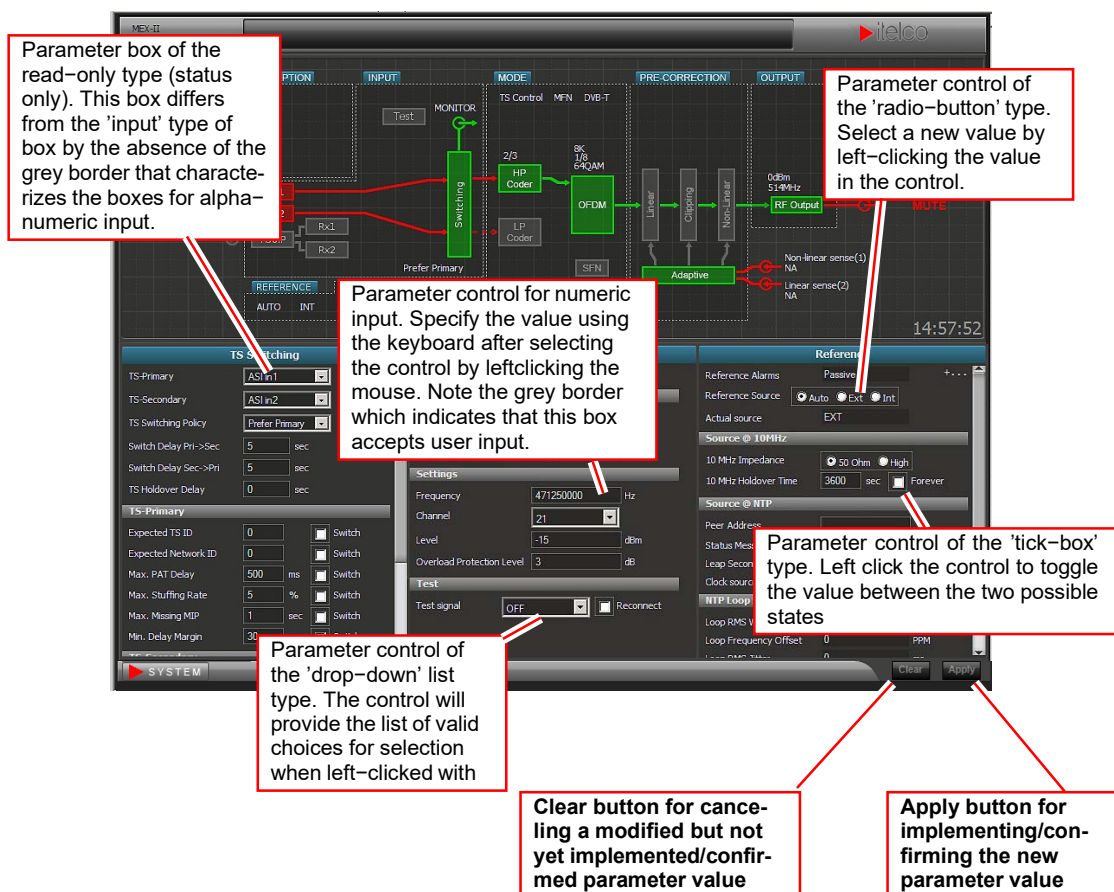 MEX-II
itelco
Parameter box of the
read−only type (status
only). This box differs
from the 'input' type of
box by the absence of the
grey border that characte-
rizes the boxes for alpha-
numeric input.
INPUT
MODE
PRE-CORRECTION
OUTPUT
TS Control MFN DVB-T
Test
MONITOR
Switching
Rx1
Rx2
Prefer Primary
2/3
HP
Coder
LP
Coder
8K
1/8
64QAM
OFDM
SFN
Linear
Clipping
Non-Linear
Adaptive
0dBm
514MHz
RF Output
MUTE
Non-linear sense(1)
NA
Linear sense(2)
NA
REFERENCE
AUTO INT
14:57:52
Parameter control of
the 'radio−button' type.
Select a new value by
left−clicking the value
in the control.
Parameter control for numeric
input. Specify the value using
the keyboard after selecting
the control by leftclicking the
mouse. Note the grey border
which indicates that this box
accepts user input.
TS Switching
TS-Primary ASI in1
TS-Secondary ASI in2
TS Switching Policy Prefer Primary
Switch Delay Pri->Sec 5 sec
Switch Delay Sec->Pri 5 sec
TS Holdover Delay 0 sec
TS-Primary
Expected TS ID 0 Switch
Expected Network ID 0 Switch
Max. PAT Delay 500 ms Switch
Max. Stuffing Rate 5 % Switch
Max. Missing MIP 1 sec Switch
Min. Delay Margin 30
Settings
Frequency 471250000 Hz
Channel 21
Level -15 dBm
Overload Protection Level 3 dB
Test
Test signal OFF Reconnect
Reference
Reference Alarms Passive +...
Reference Source Auto Ext Int
Actual source EXT
Source @ 10MHz
10 MHz Impedance 50 Ohm High
10 MHz Holdover Time 3600 sec Forever
Source @ NTP
Peer Address
Status Mess
Leap Secon
Clock sourc
NTP Loop
Loop RMS
Loop Frequency Offset 0 PPM
Parameter control of the 'tick−box'
type. Left click the control to toggle
the value between the two possible
states
Parameter control of
the 'drop−down' list
type. The control will
provide the list of valid
choices for selection
when left−clicked with
SYSTEM
Clear
Apply
Clear button for cance-
ling a modified but not
yet implemented/confir-
med parameter value
Apply button for
implementing/con-
firming the new
parameter value